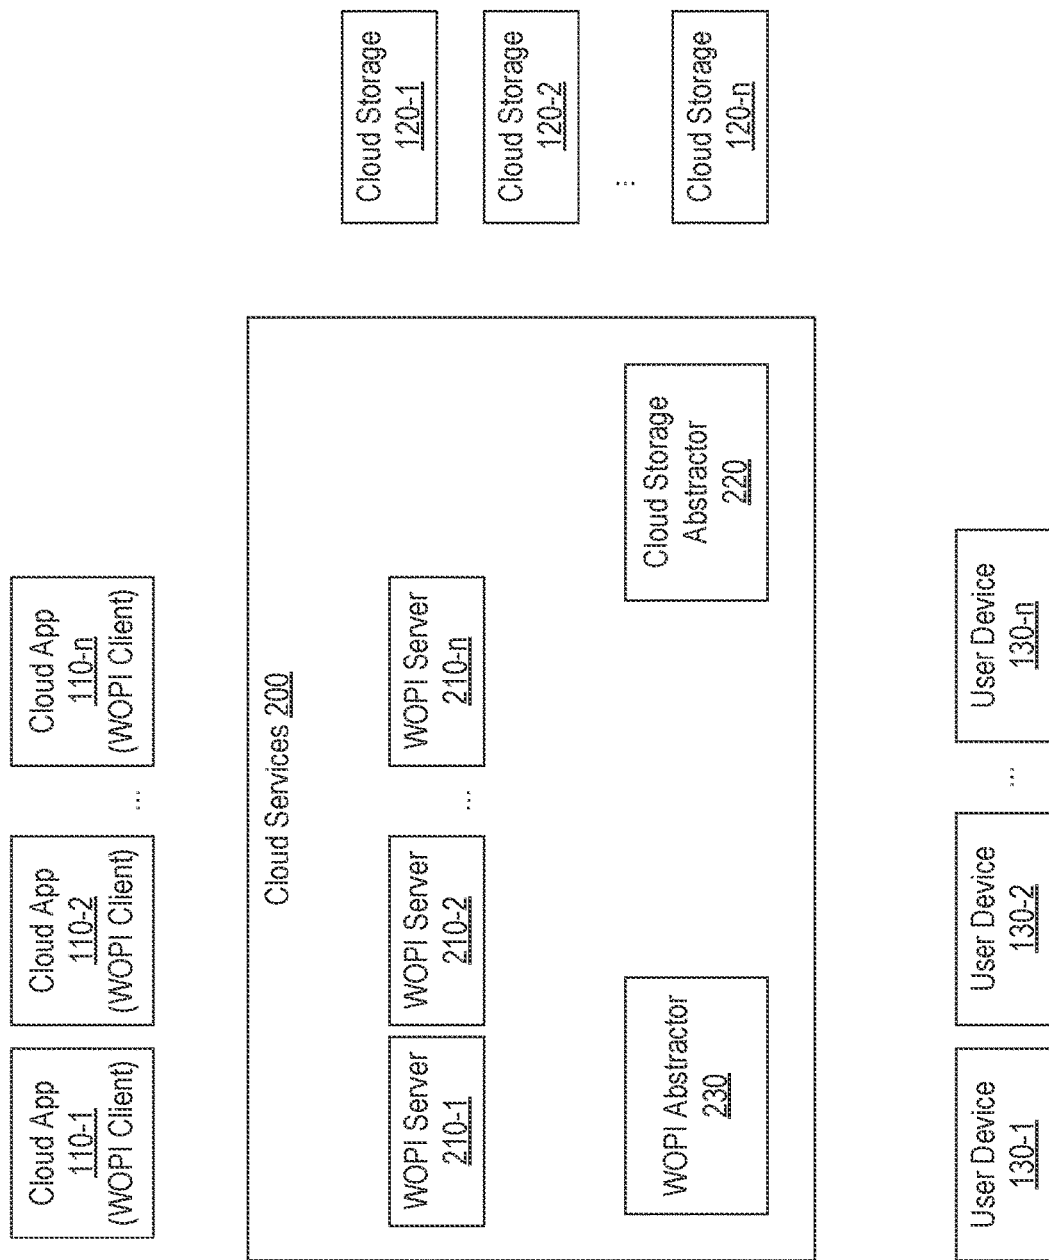 Cloud App
110-1
(WOPI Client)
Cloud App
110-2
(WOPI Client)
...
Cloud App
110-n
(WOPI Client)
Cloud Services 200
WOPI Server
210-1
WOPI Server
210-2
...
WOPI Server
210-n
WOPI Abstractor
230
Cloud Storage
Abstractor
220
Cloud Storage
120-1
Cloud Storage
120-2
...
Cloud Storage
120-n
User Device
130-1
User Device
130-2
...
User Device
130-n